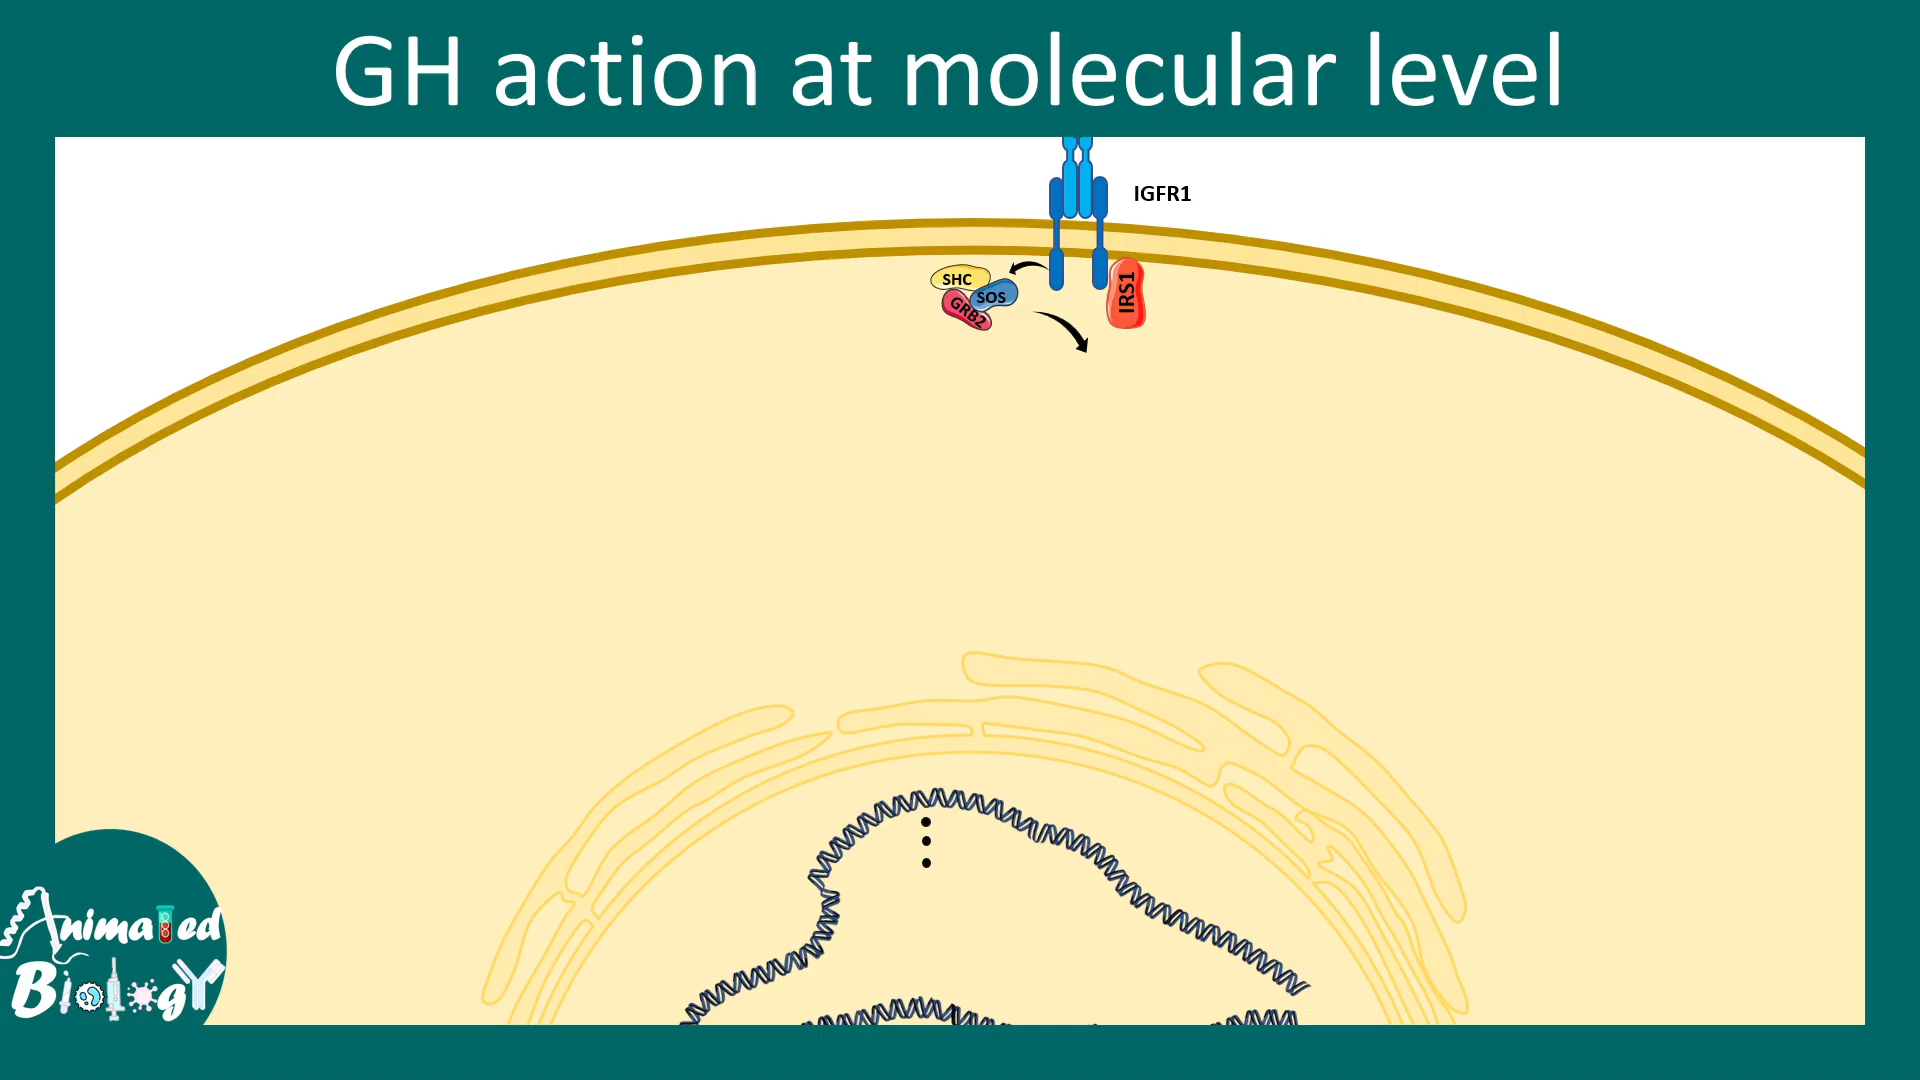 GH action at molecular level
IGFR1
SHC
SOS
GRB2
IRS1
Animated
Biology